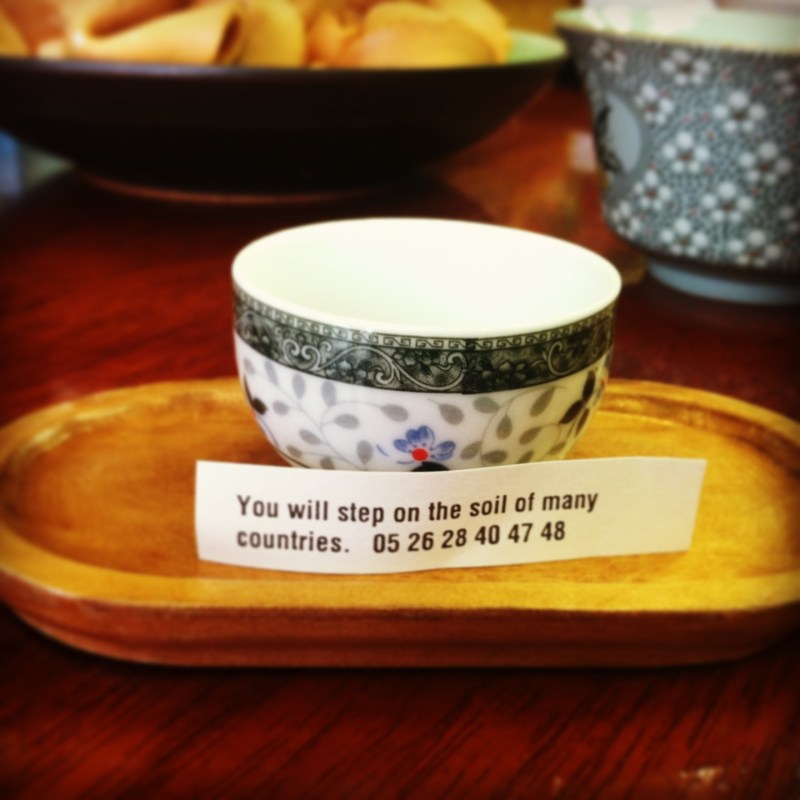 You will step on the soil of many
countries. 05 26 28 40 47 48